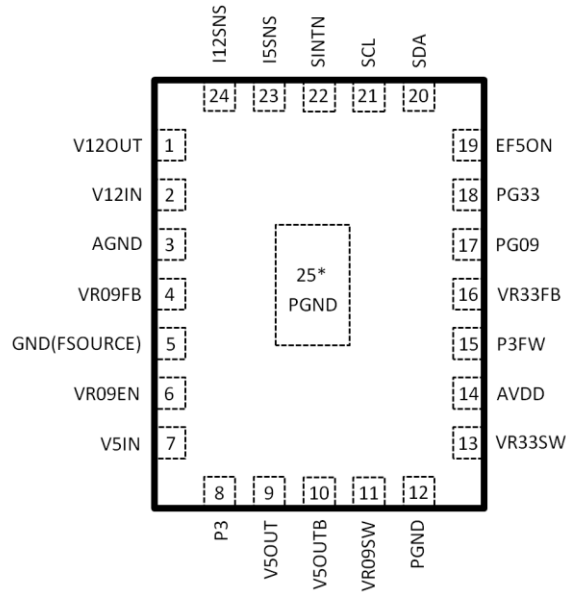 I12SNS I5SNS SINTN SCL SDA
24 23 22 21 20
V12OUT 1 19 EF5ON
V12IN 2 18 PG33
AGND 3 17 PG09
25*
PGND
VR09FB 4 16 VR33FB
GND(FSOURCE) 5 15 P3FW
VR09EN 6 14 AVDD
V5IN 7 13 VR33SW
8 9 10 11 12
P3 V5OUT V5OUTB VR09SW PGND